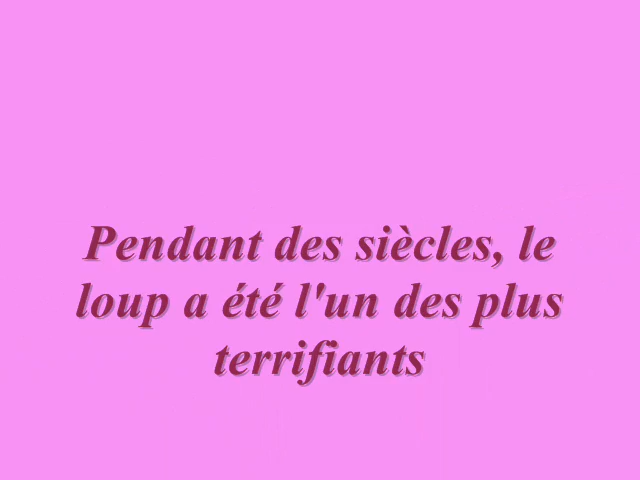 Pendant des siècles, le
loup a été l'un des plus
terrifiants